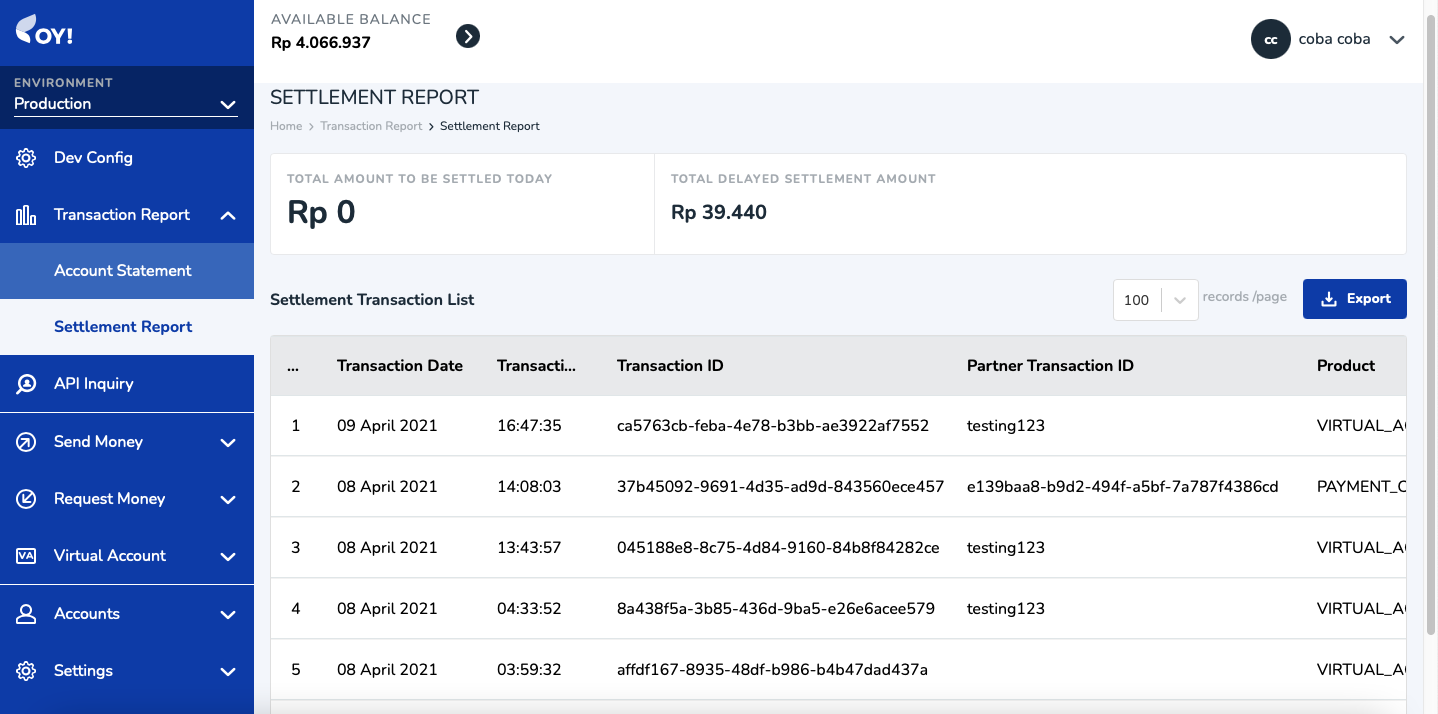 OY!
ENVIRONMENT
Production
Dev Config
Transaction Report
Account Statement
Settlement Report
API Inquiry
Send Money
Request Money
VA Virtual Account
Accounts
Settings
AVAILABLE BALANCE
Rp 4.066.937
cc coba coba
SETTLEMENT REPORT
Home > Transaction Report > Settlement Report
TOTAL AMOUNT TO BE SETTLED TODAY
Rp 0
TOTAL DELAYED SETTLEMENT AMOUNT
Rp 39.440
Settlement Transaction List
100 records /page
Export
... Transaction Date Transacti... Transaction ID Partner Transaction ID Product
1 09 April 2021 16:47:35 ca5763cb-feba-4e78-b3bb-ae3922af7552 testing123 VIRTUAL_A
2 08 April 2021 14:08:03 37b45092-9691-4d35-ad9d-843560ece457 e139baa8-b9d2-494f-a5bf-7a787f4386cd PAYMENT_
3 08 April 2021 13:43:57 045188e8-8c75-4d84-9160-84b8f84282ce testing123 VIRTUAL_A
4 08 April 2021 04:33:52 8a438f5a-3b85-436d-9ba5-e26e6acee579 testing123 VIRTUAL_A
5 08 April 2021 03:59:32 affdf167-8935-48df-b986-b4b47dad437a VIRTUAL_A